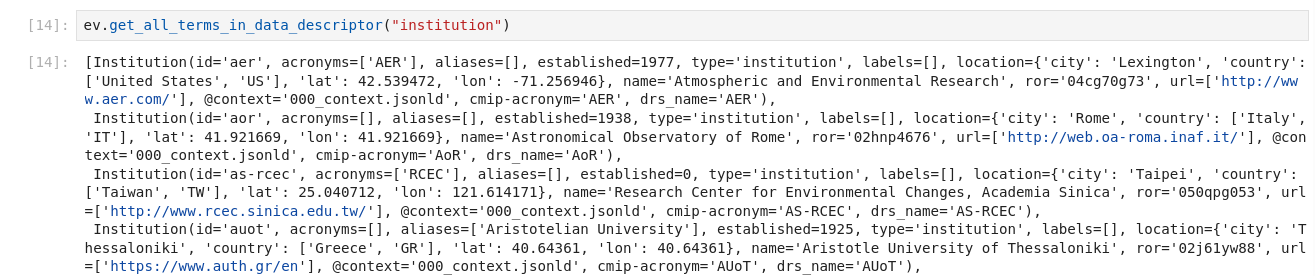 [14]: ev.get_all_terms_in_data_descriptor("institution")
[14]: [Institution(id='aer', acronyms=['AER'], aliases=[], established=1977, type='institution', labels=[], location={'city': 'Lexington', 'country':
['United States', 'US'], 'lat': 42.539472, 'lon': -71.256946}, name='Atmospheric and Environmental Research', ror='04cg70g73', url=['http://ww
w.aer.com/'], @context='000_context.jsonld', cmip-acronym='AER', drs_name='AER'),
Institution(id='aor', acronyms=[], aliases=[], established=1938, type='institution', labels=[], location={'city': 'Rome', 'country': ['Italy',
'IT'], 'lat': 41.921669, 'lon': 41.921669}, name='Astronomical Observatory of Rome', ror='02hnp4676', url=['http://web.oa-roma.inaf.it/'], @con
text='000_context.jsonld', cmip-acronym='AoR', drs_name='AoR'),
Institution(id='as-rcec', acronyms=['RCEC'], aliases=[], established=0, type='institution', labels=[], location={'city': 'Taipei', 'country':
['Taiwan', 'TW'], 'lat': 25.040712, 'lon': 121.614171}, name='Research Center for Environmental Changes, Academia Sinica', ror='050qpg053', url
=['http://www.rcec.sinica.edu.tw/'], @context='000_context.jsonld', cmip-acronym='AS-RCEC', drs_name='AS-RCEC'),
Institution(id='auot', acronyms=[], aliases=['Aristotelian University'], established=1925, type='institution', labels=[], location={'city': 'T
hessaloniki', 'country': ['Greece', 'GR'], 'lat': 40.64361, 'lon': 40.64361}, name='Aristotle University of Thessaloniki', ror='02j61yw88', url
=['https://www.auth.gr/en'], @context='000_context.jsonld', cmip-acronym='AUoT', drs_name='AUoT'),